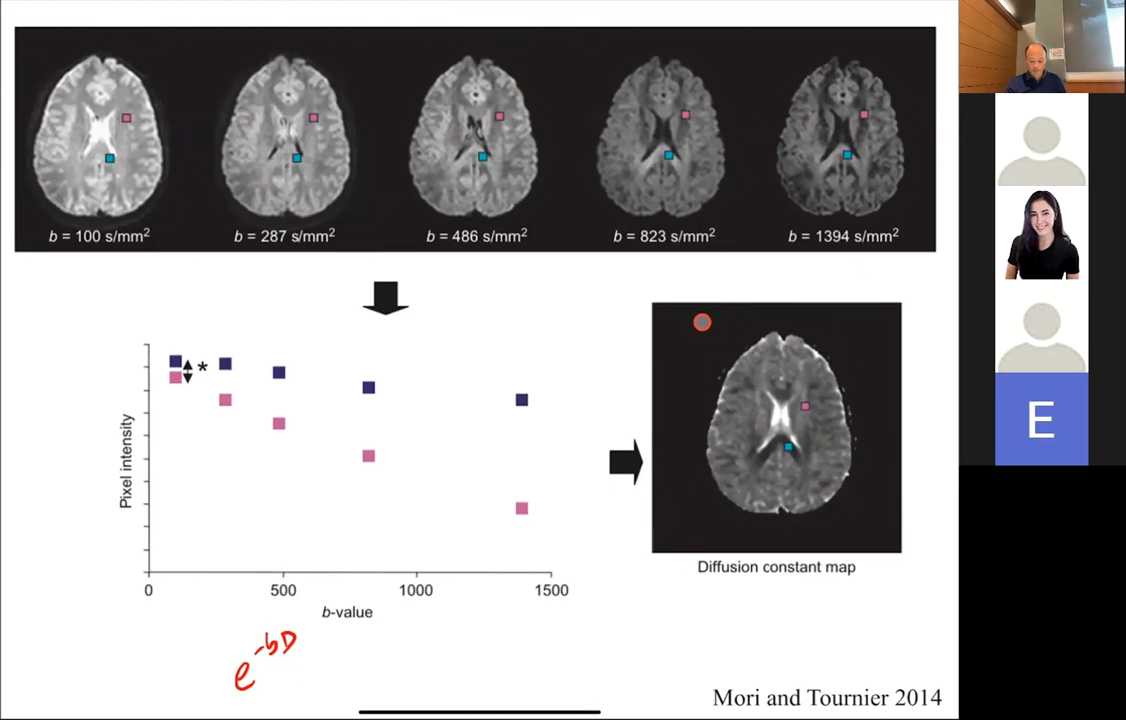 b = 100 s/mm²
b = 287 s/mm²
b = 486 s/mm²
b = 823 s/mm²
b = 1394 s/mm²
*
Pixel intensity
0
500
1000
1500
b-value
Diffusion constant map
e^-bD
Mori and Tournier 2014
E